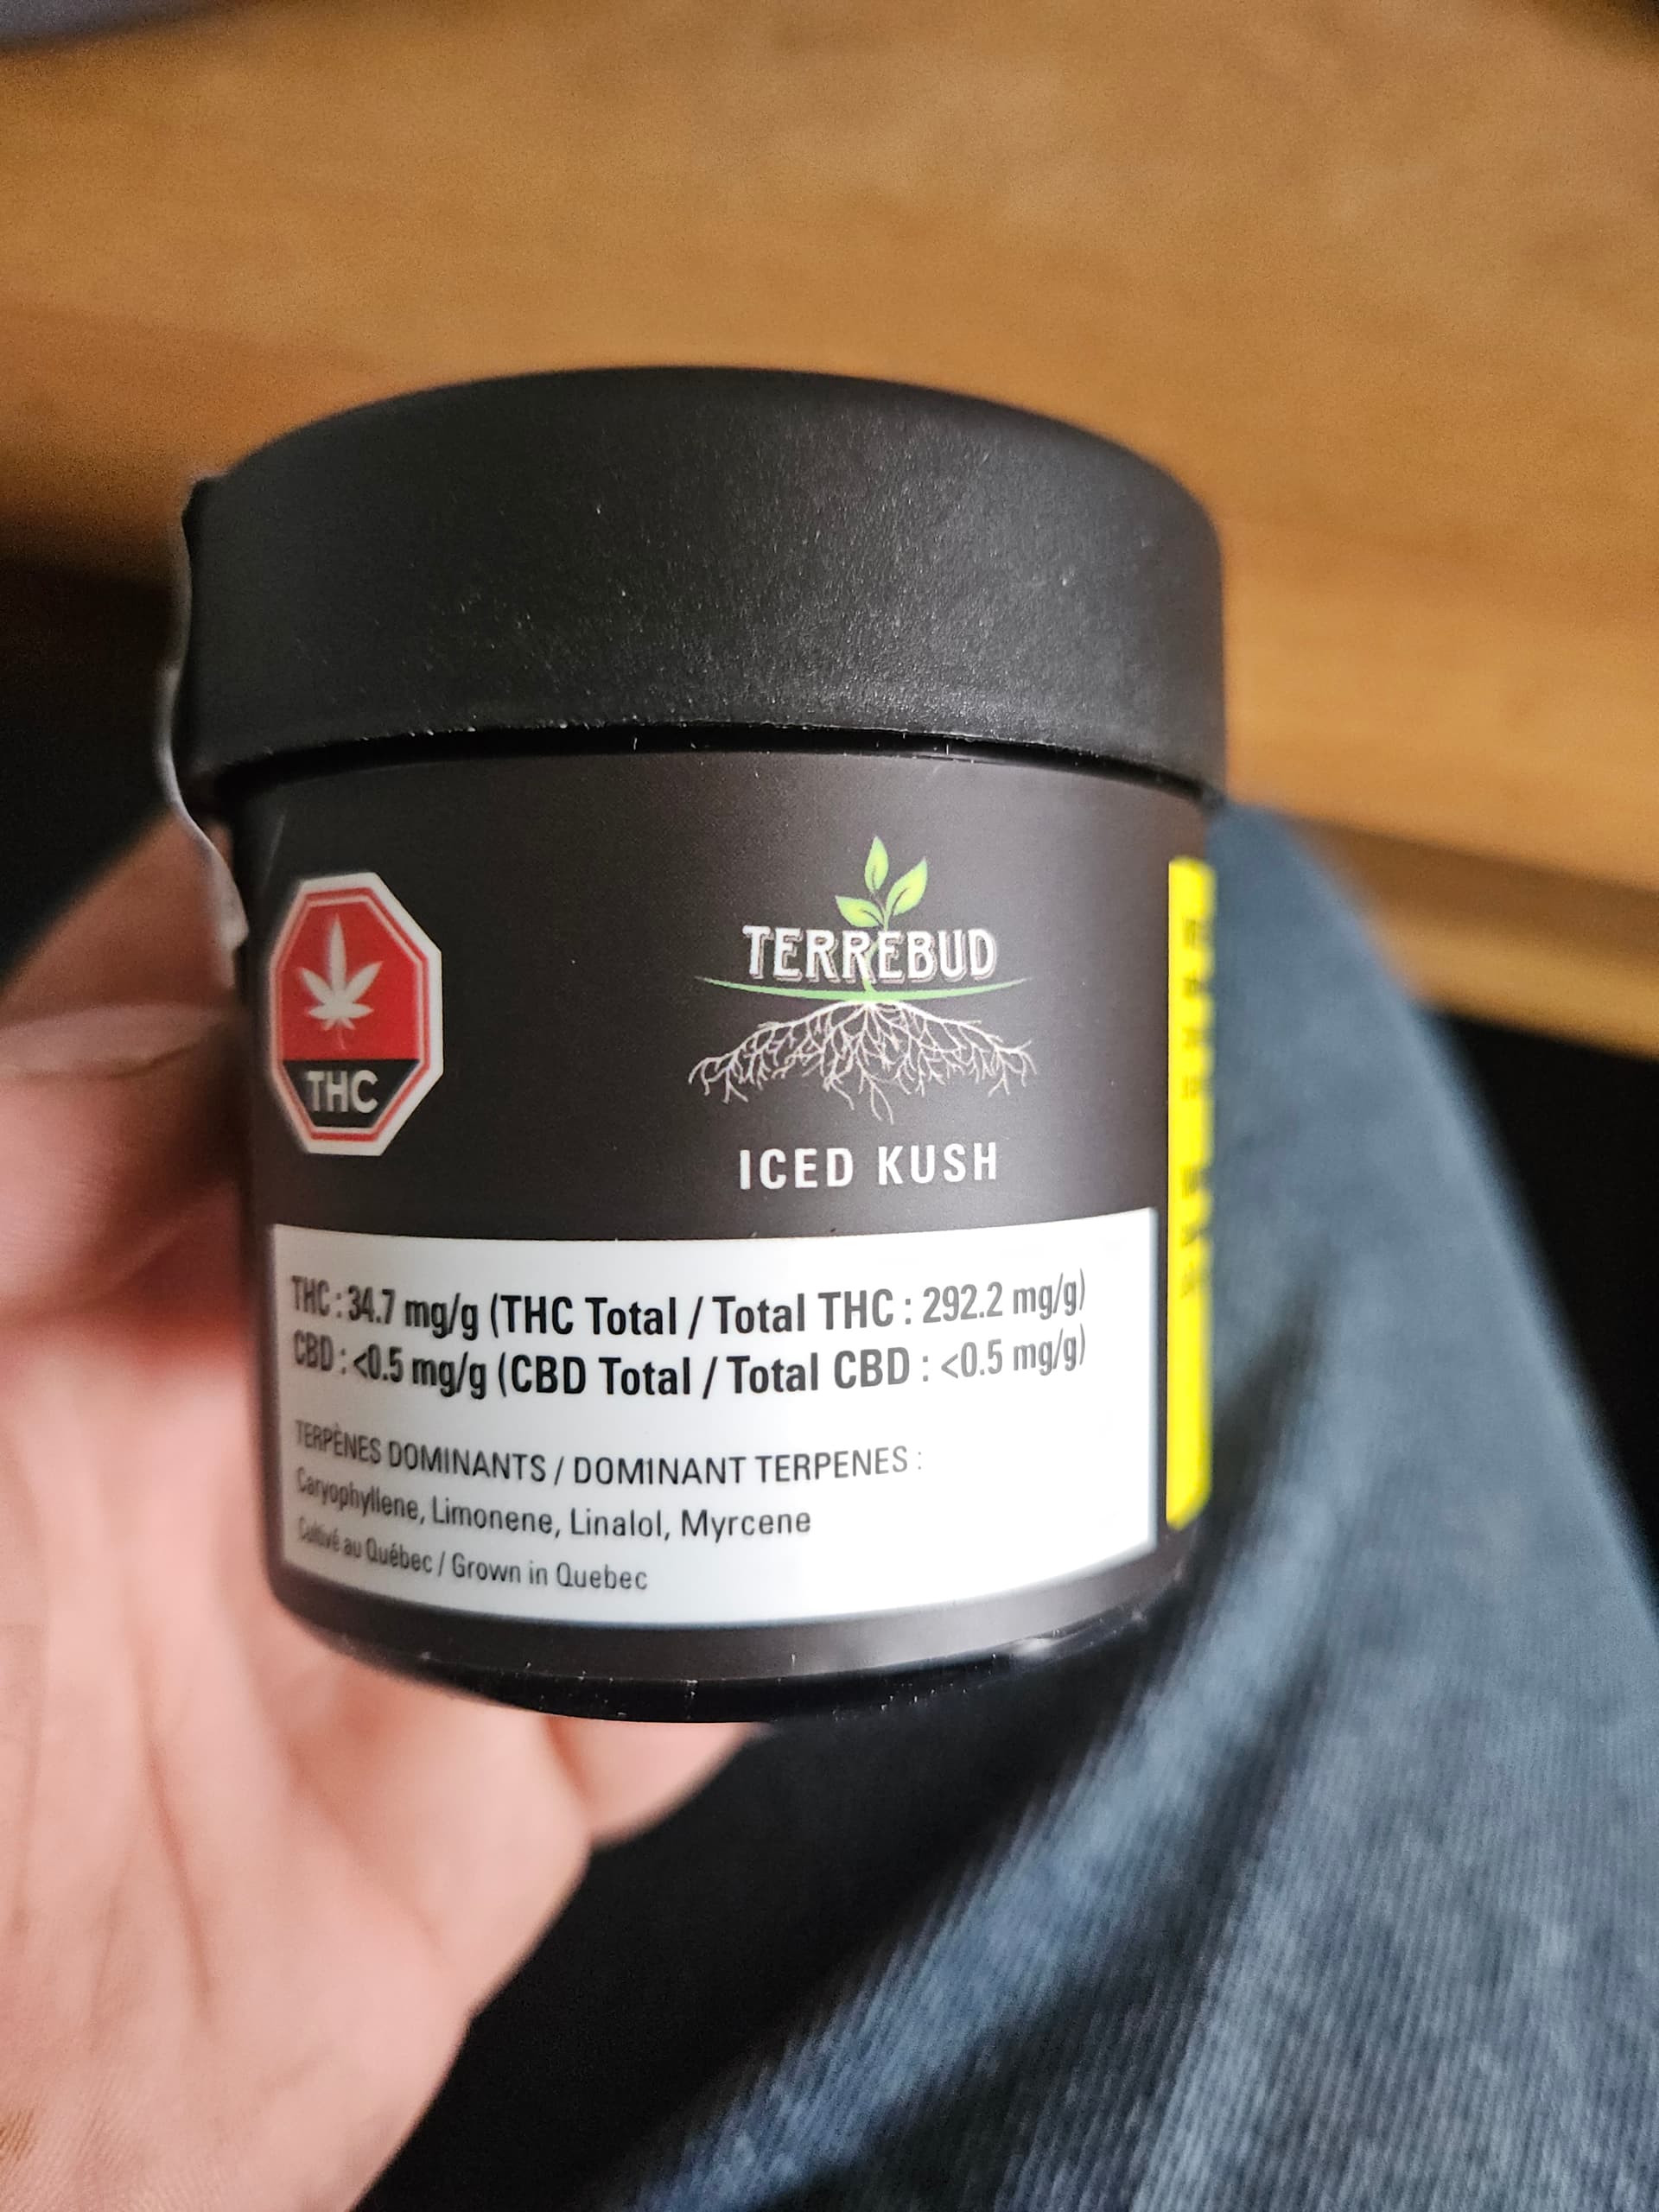 THC
TERREBUD
ICED KUSH
THC : 34.7 mg/g (THC Total / Total THC : 292.2 mg/g)
CBD : <0.5 mg/g (CBD Total / Total CBD : <0.5 mg/g)
TERPÈNES DOMINANTS / DOMINANT TERPENES :
Caryophyllene, Limonene, Linalol, Myrcene
Cultivé au Québec / Grown in Quebec